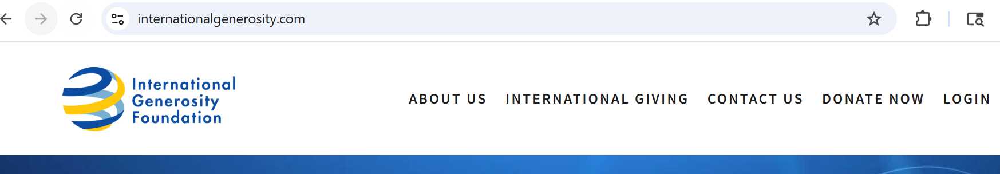 internationalgenerosity.com
International
Generosity
Foundation
ABOUT US INTERNATIONAL GIVING CONTACT US DONATE NOW LOGIN